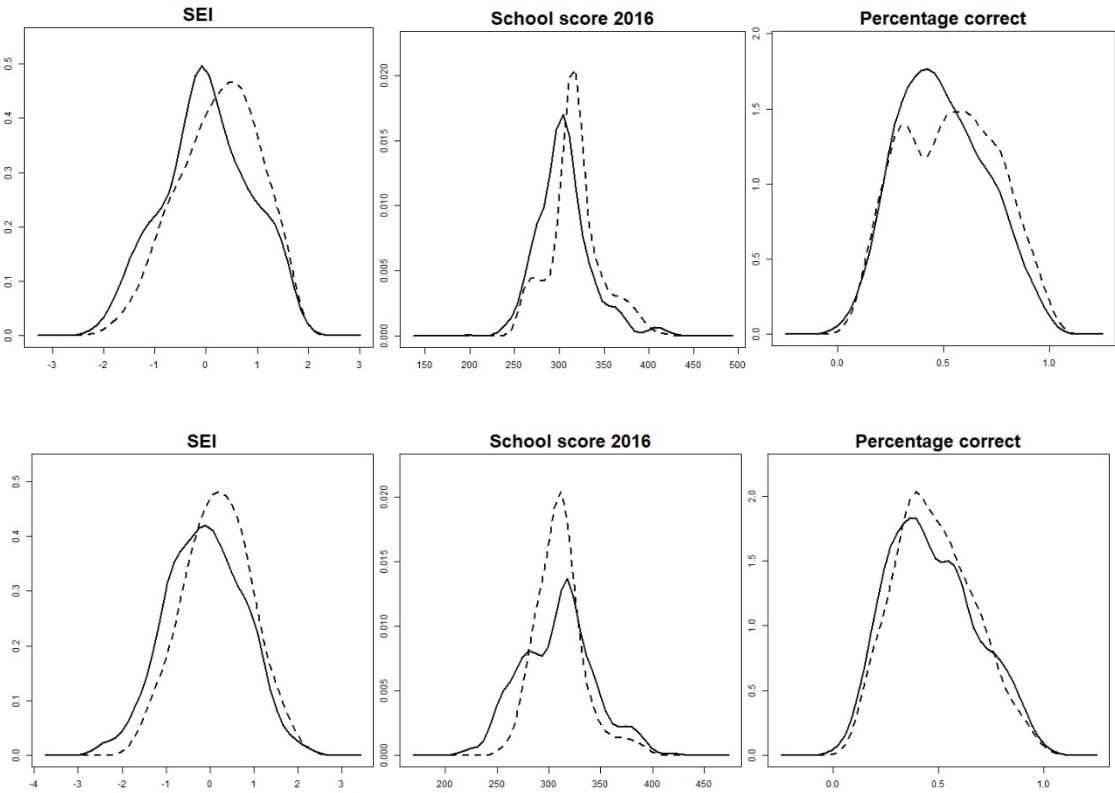 SEI
0.0 0.1 0.2 0.3 0.4 0.5
-3 -2 -1 0 1 2 3
School score 2016
0.000 0.005 0.010 0.015 0.020
150 200 250 300 350 400 450 500
Percentage correct
0.0 0.5 1.0 1.5 2.0
0.0 0.5 1.0
SEI
0.0 0.1 0.2 0.3 0.4 0.5
-4 -3 -2 -1 0 1 2 3
School score 2016
0.000 0.005 0.010 0.015 0.020
200 250 300 350 400 450
Percentage correct
0.0 0.5 1.0 1.5 2.0
0.0 0.5 1.0